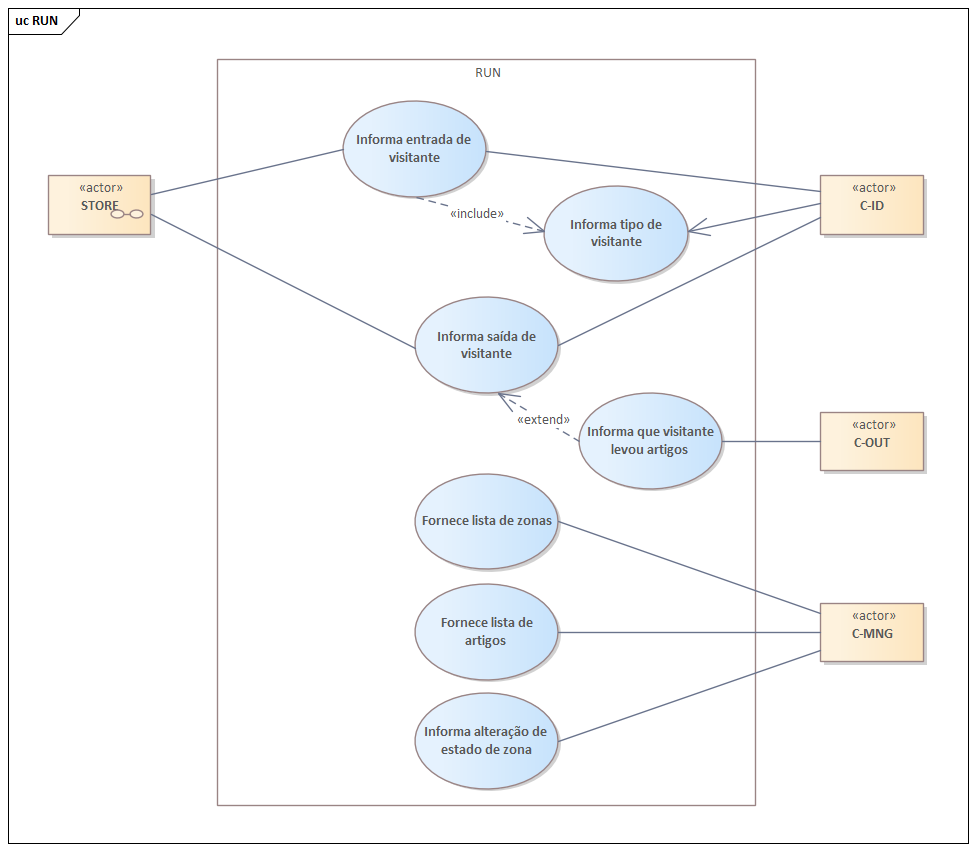 uc RUN
RUN
Informa entrada de
visitante
«actor»
STORE
«actor»
C-ID
«include»
Informa tipo de
visitante
Informa saída de
visitante
«extend»
Informa que visitante
levou artigos
«actor»
C-OUT
Fornece lista de zonas
Fornece lista de
artigos
«actor»
C-MNG
Informa alteração de
estado de zona